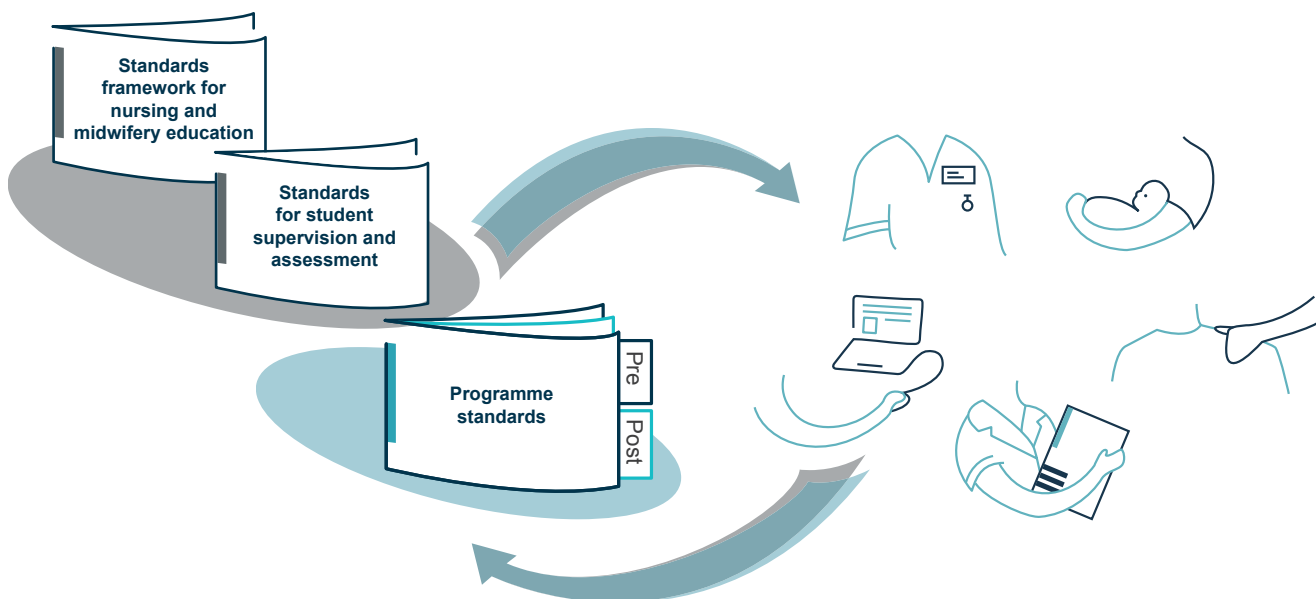 Standards
framework for
nursing and
midwifery education
Standards
for student
supervision and
assessment
Programme
standards
Pre
Post